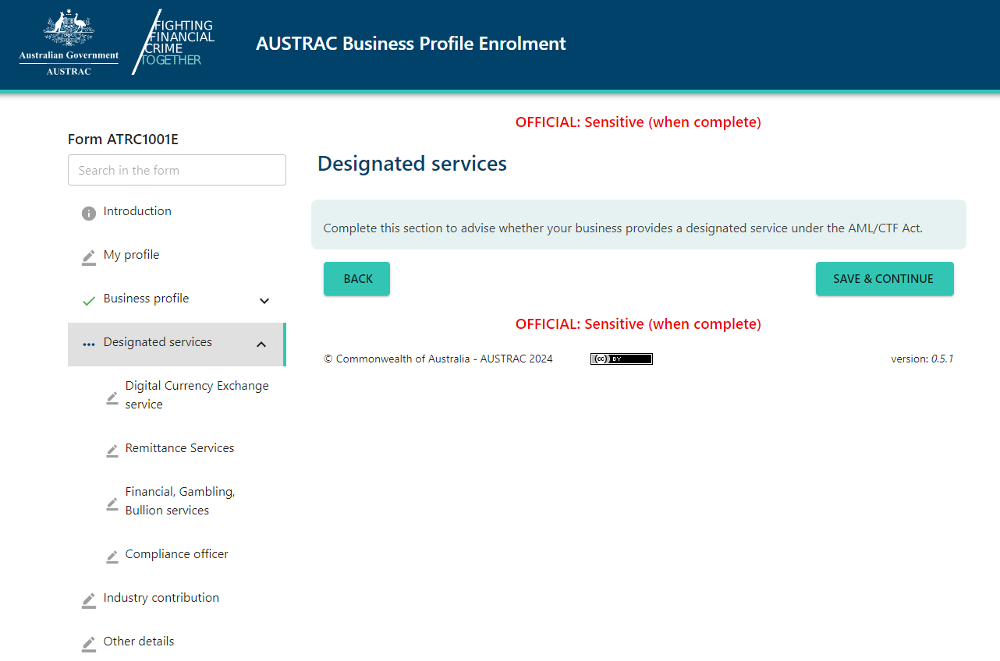 Australian Government
AUSTRAC
FIGHTING
FINANCIAL
CRIME
TOGETHER
AUSTRAC Business Profile Enrolment
OFFICIAL: Sensitive (when complete)
Form ATRC1001E
Search in the form
Introduction
My profile
Business profile
Designated services
Digital Currency Exchange
service
Remittance Services
Financial, Gambling,
Bullion services
Compliance officer
Industry contribution
Other details
Designated services
Complete this section to advise whether your business provides a designated service under the AML/CTF Act.
BACK
SAVE & CONTINUE
OFFICIAL: Sensitive (when complete)
© Commonwealth of Australia - AUSTRAC 2024
cc BY
version: 0.5.1